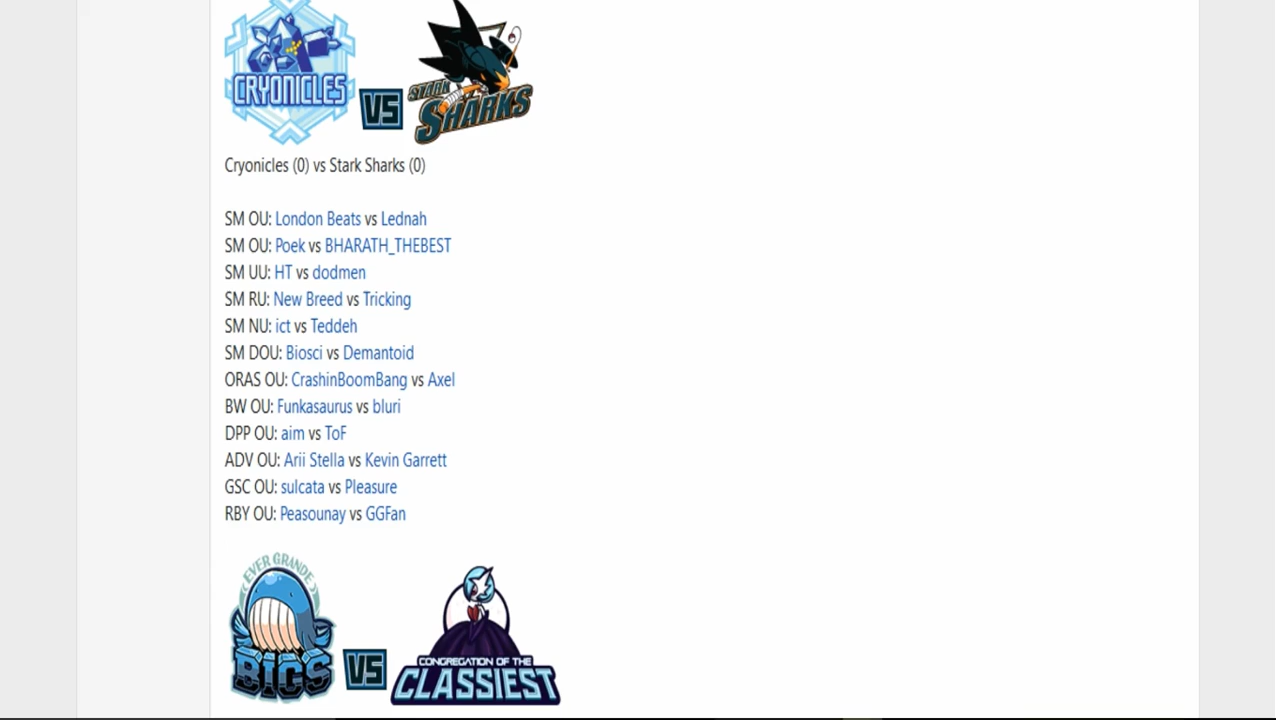 CRYONICLES
VS
STARK
SHARKS
Cryonicles (0) vs Stark Sharks (0)
SM OU: London Beats vs Lednah
SM OU: Poek vs BHARATH_THEBEST
SM UU: HT vs dodmen
SM RU: New Breed vs Tricking
SM NU: ict vs Teddeh
SM DOU: Biosci vs Demantoid
ORAS OU: CrashinBoomBang vs Axel
BW OU: Funkasaurus vs bluri
DPP OU: aim vs ToF
ADV OU: Arii Stella vs Kevin Garrett
GSC OU: sulcata vs Pleasure
RBY OU: Peasounay vs GGFan
EVER GRANDE
BIGS
VS
CONGREGATION OF THE
CLASSIEST